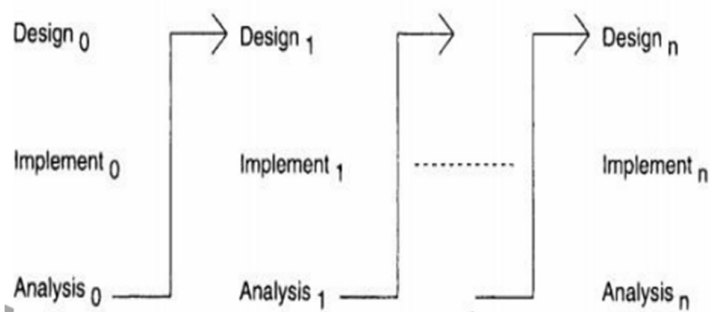 Design 0
Implement 0
Analysis 0
Design 1
Implement 1
Analysis 1
Design n
Implement n
Analysis n